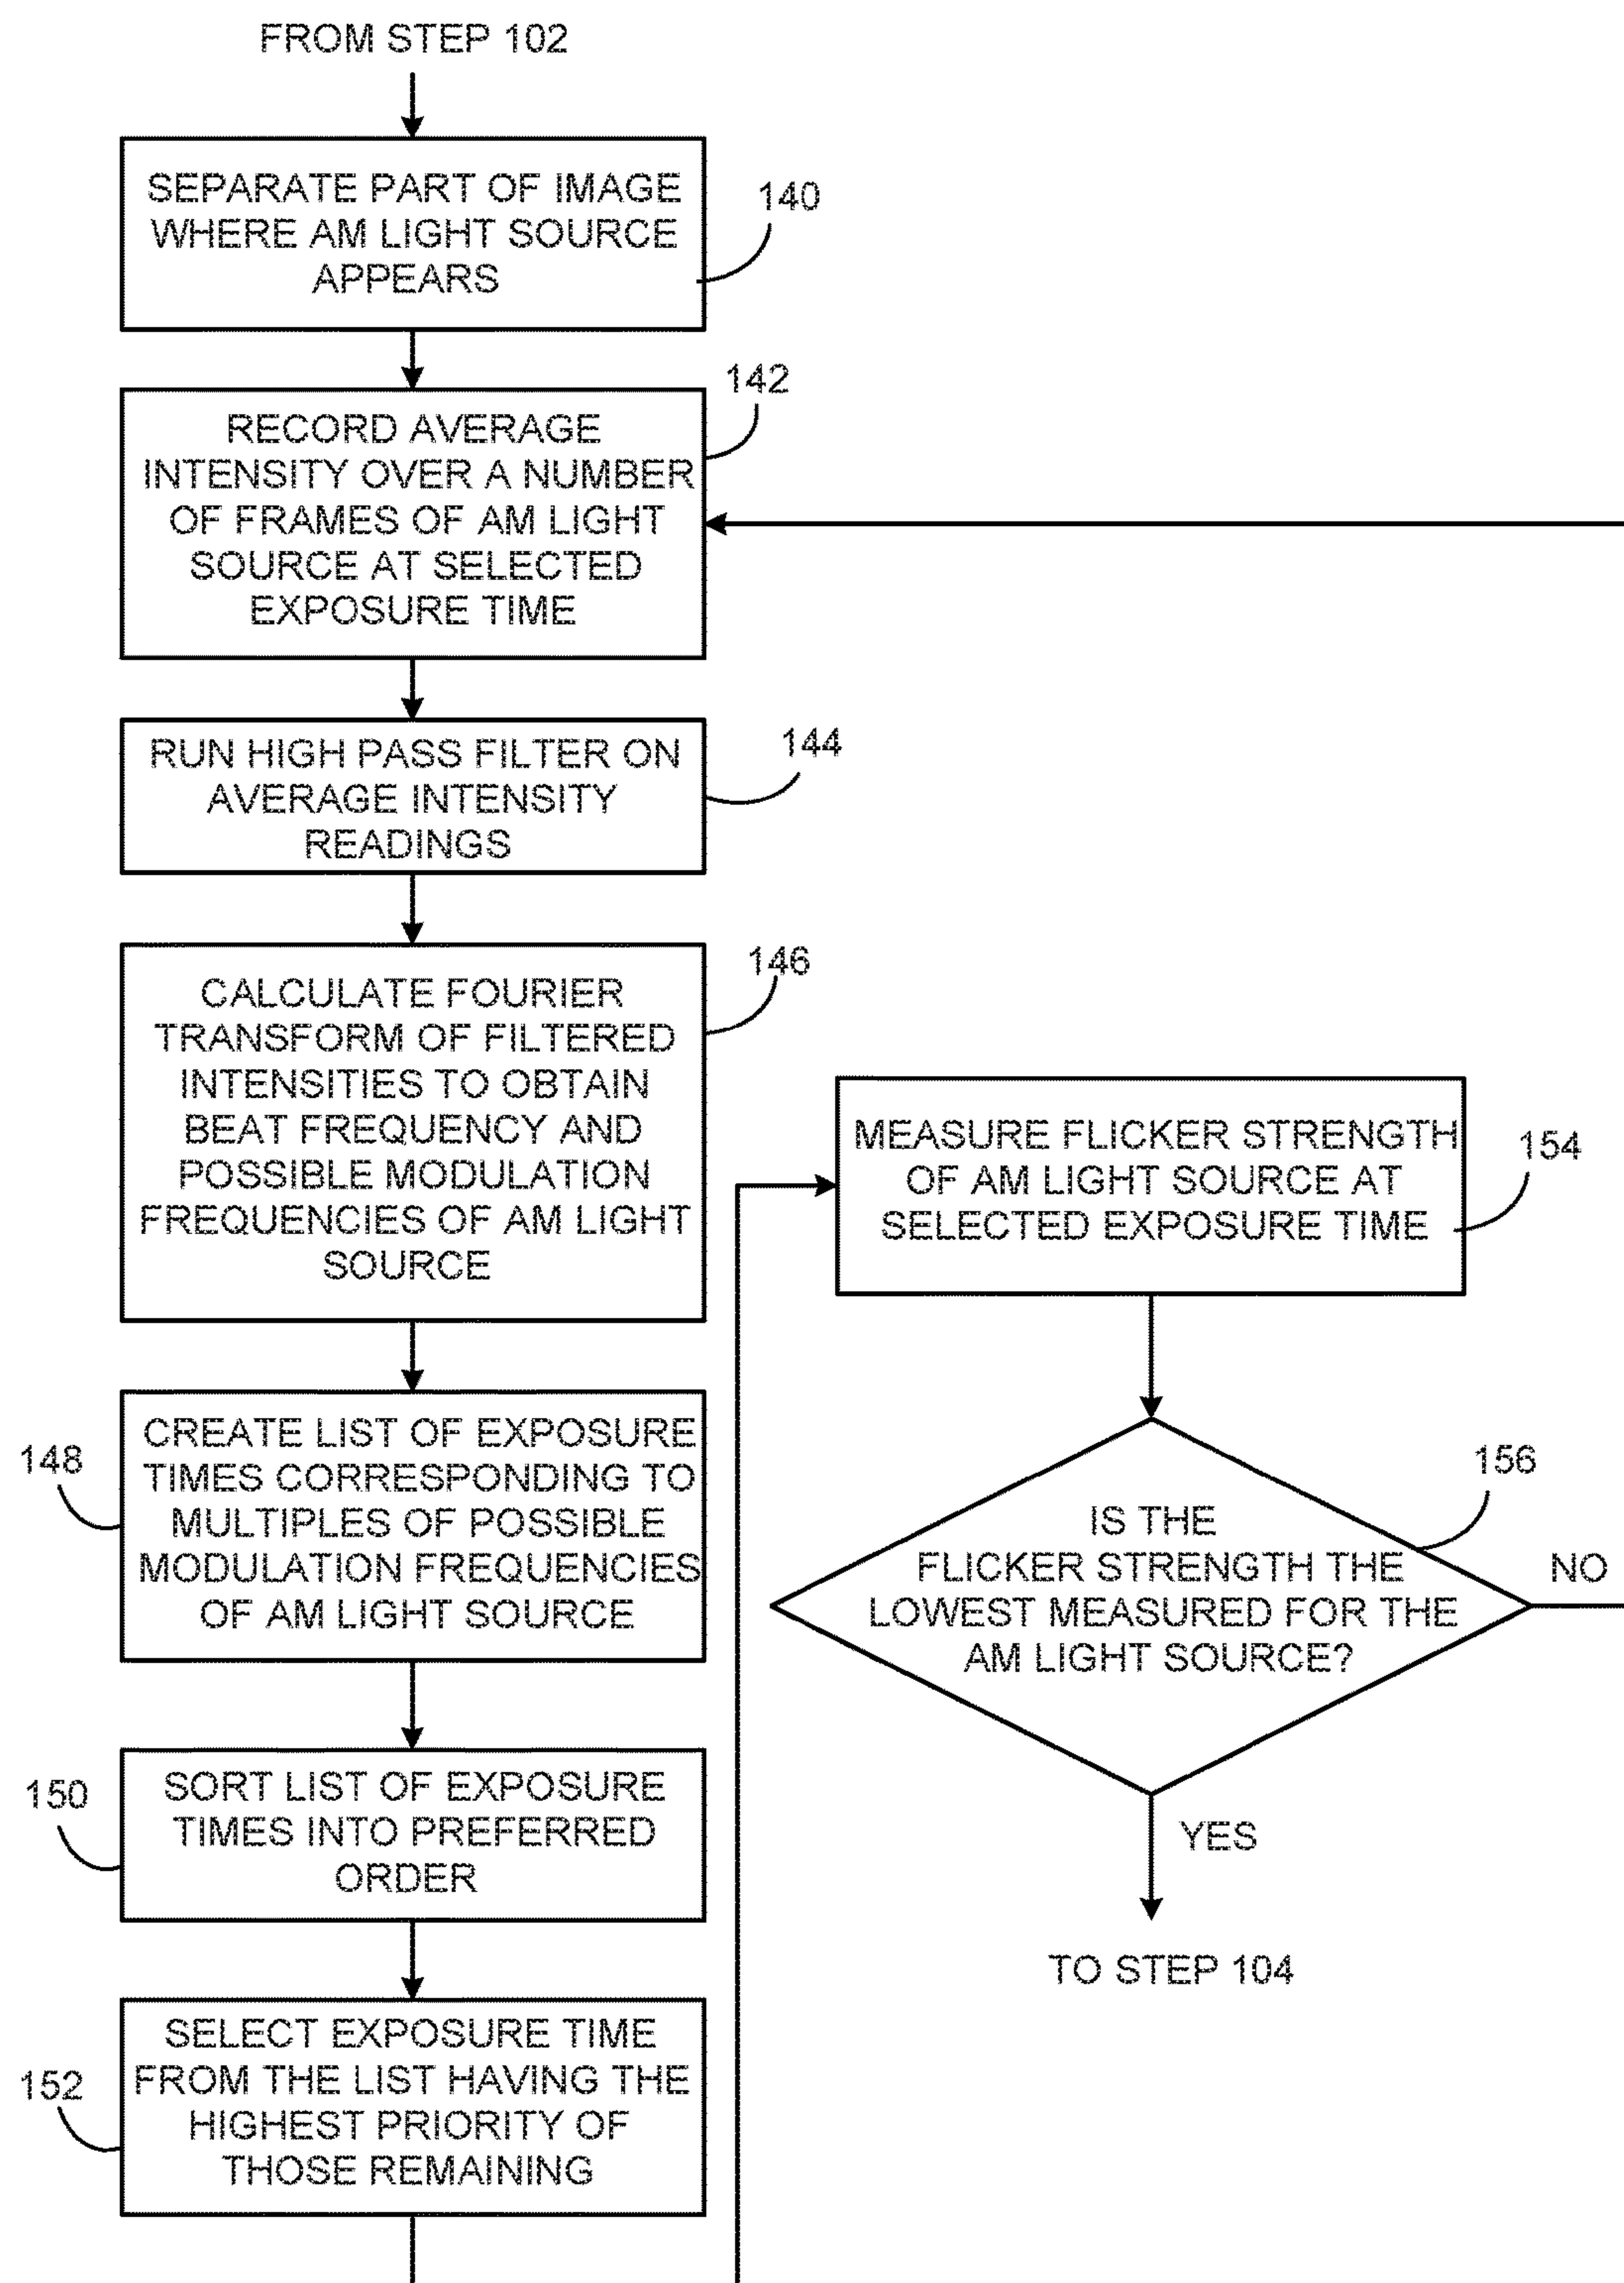 FROM STEP 102
SEPARATE PART OF IMAGE
WHERE AM LIGHT SOURCE
APPEARS
140
142
RECORD AVERAGE
INTENSITY OVER A NUMBER
OF FRAMES OF AM LIGHT
SOURCE AT SELECTED
EXPOSURE TIME
144
RUN HIGH PASS FILTER ON
AVERAGE INTENSITY
READINGS
146
CALCULATE FOURIER
TRANSFORM OF FILTERED
INTENSITIES TO OBTAIN
BEAT FREQUENCY AND
POSSIBLE MODULATION
FREQUENCIES OF AM LIGHT
SOURCE
148
CREATE LIST OF EXPOSURE
TIMES CORRESPONDING TO
MULTIPLES OF POSSIBLE
MODULATION FREQUENCIES
OF AM LIGHT SOURCE
150
SORT LIST OF EXPOSURE
TIMES INTO PREFERRED
ORDER
152
SELECT EXPOSURE TIME
FROM THE LIST HAVING THE
HIGHEST PRIORITY OF
THOSE REMAINING
MEASURE FLICKER STRENGTH
OF AM LIGHT SOURCE AT
SELECTED EXPOSURE TIME
154
156
IS THE
FLICKER STRENGTH THE
LOWEST MEASURED FOR THE
AM LIGHT SOURCE?
NO
YES
TO STEP 104